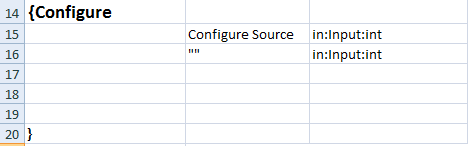 14 {Configure
15 Configure Source in:Input:int
16 "" in:Input:int
17
18
19
20 }